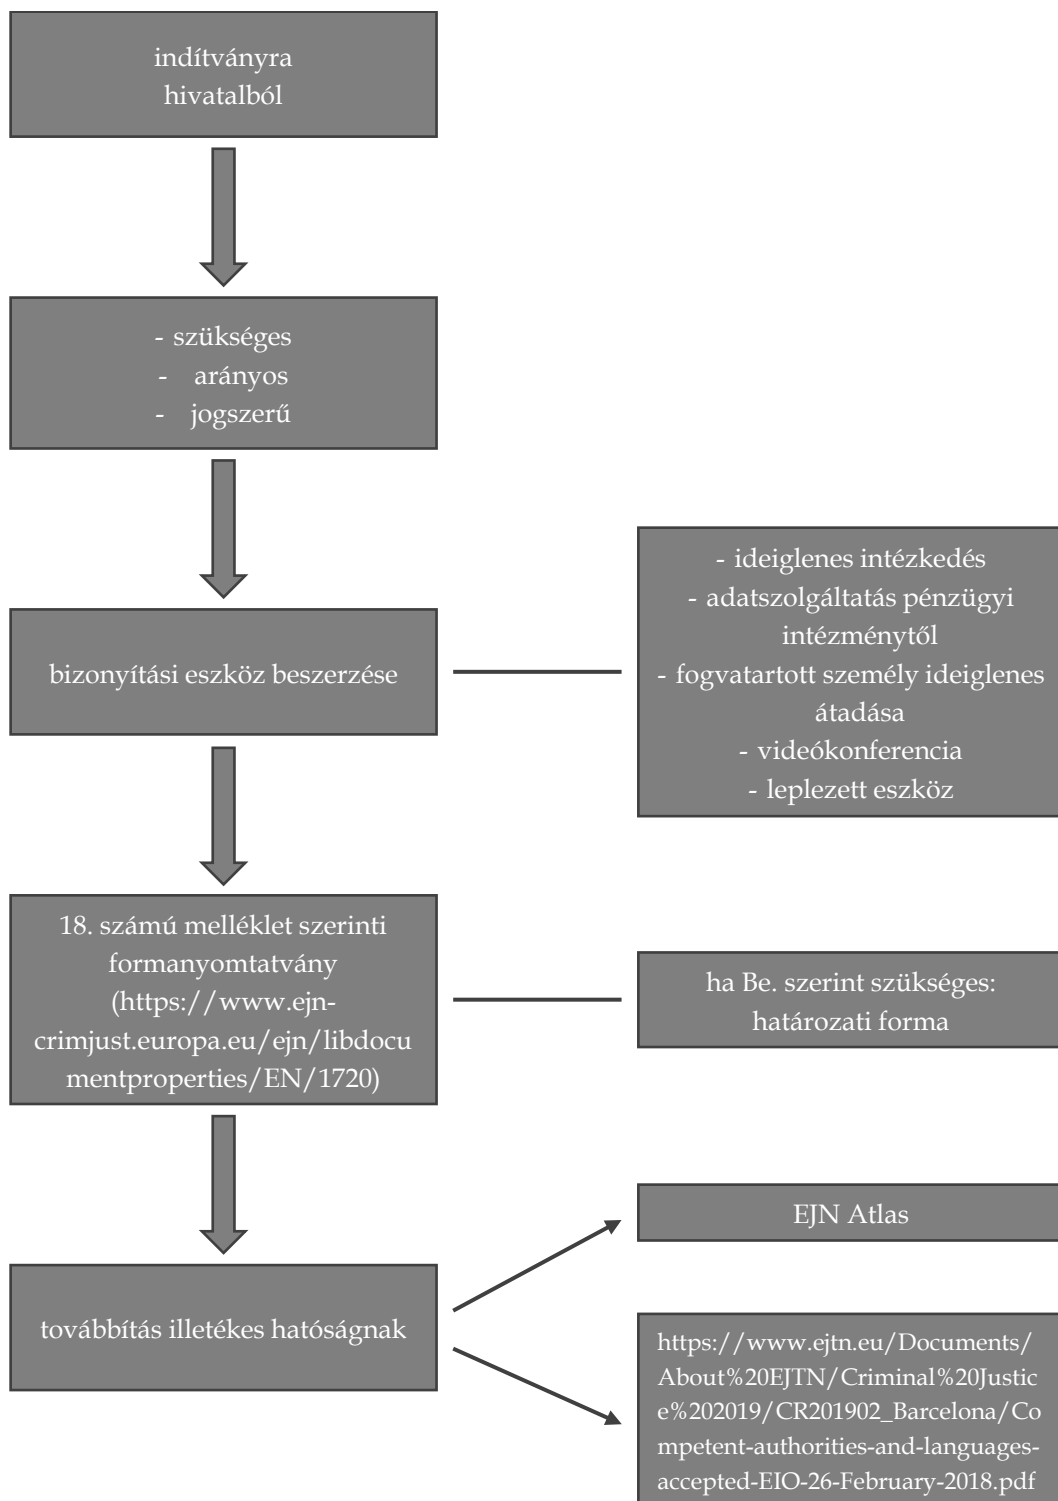 indítványra
hivatalból
- szükséges
- arányos
- jogszerű
bizonyítási eszköz beszerzése
- ideiglenes intézkedés
- adatszolgáltatás pénzügyi
intézménytől
- fogvatartott személy ideiglenes
átadása
- videókonferencia
- leplezett eszköz
18. számú melléklet szerinti
formanyomtatvány
(https://www.ejn-
crimjust.europa.eu/ejn/libdocu
mentproperties/EN/1720)
ha Be. szerint szükséges:
határozati forma
továbbítás illetékes hatóságnak
EJN Atlas
https://www.ejtn.eu/Documents/
About%20EJTN/Criminal%20Justic
e%202019/CR201902_Barcelona/Co
mpetent-authorities-and-languages-
accepted-EIO-26-February-2018.pdf